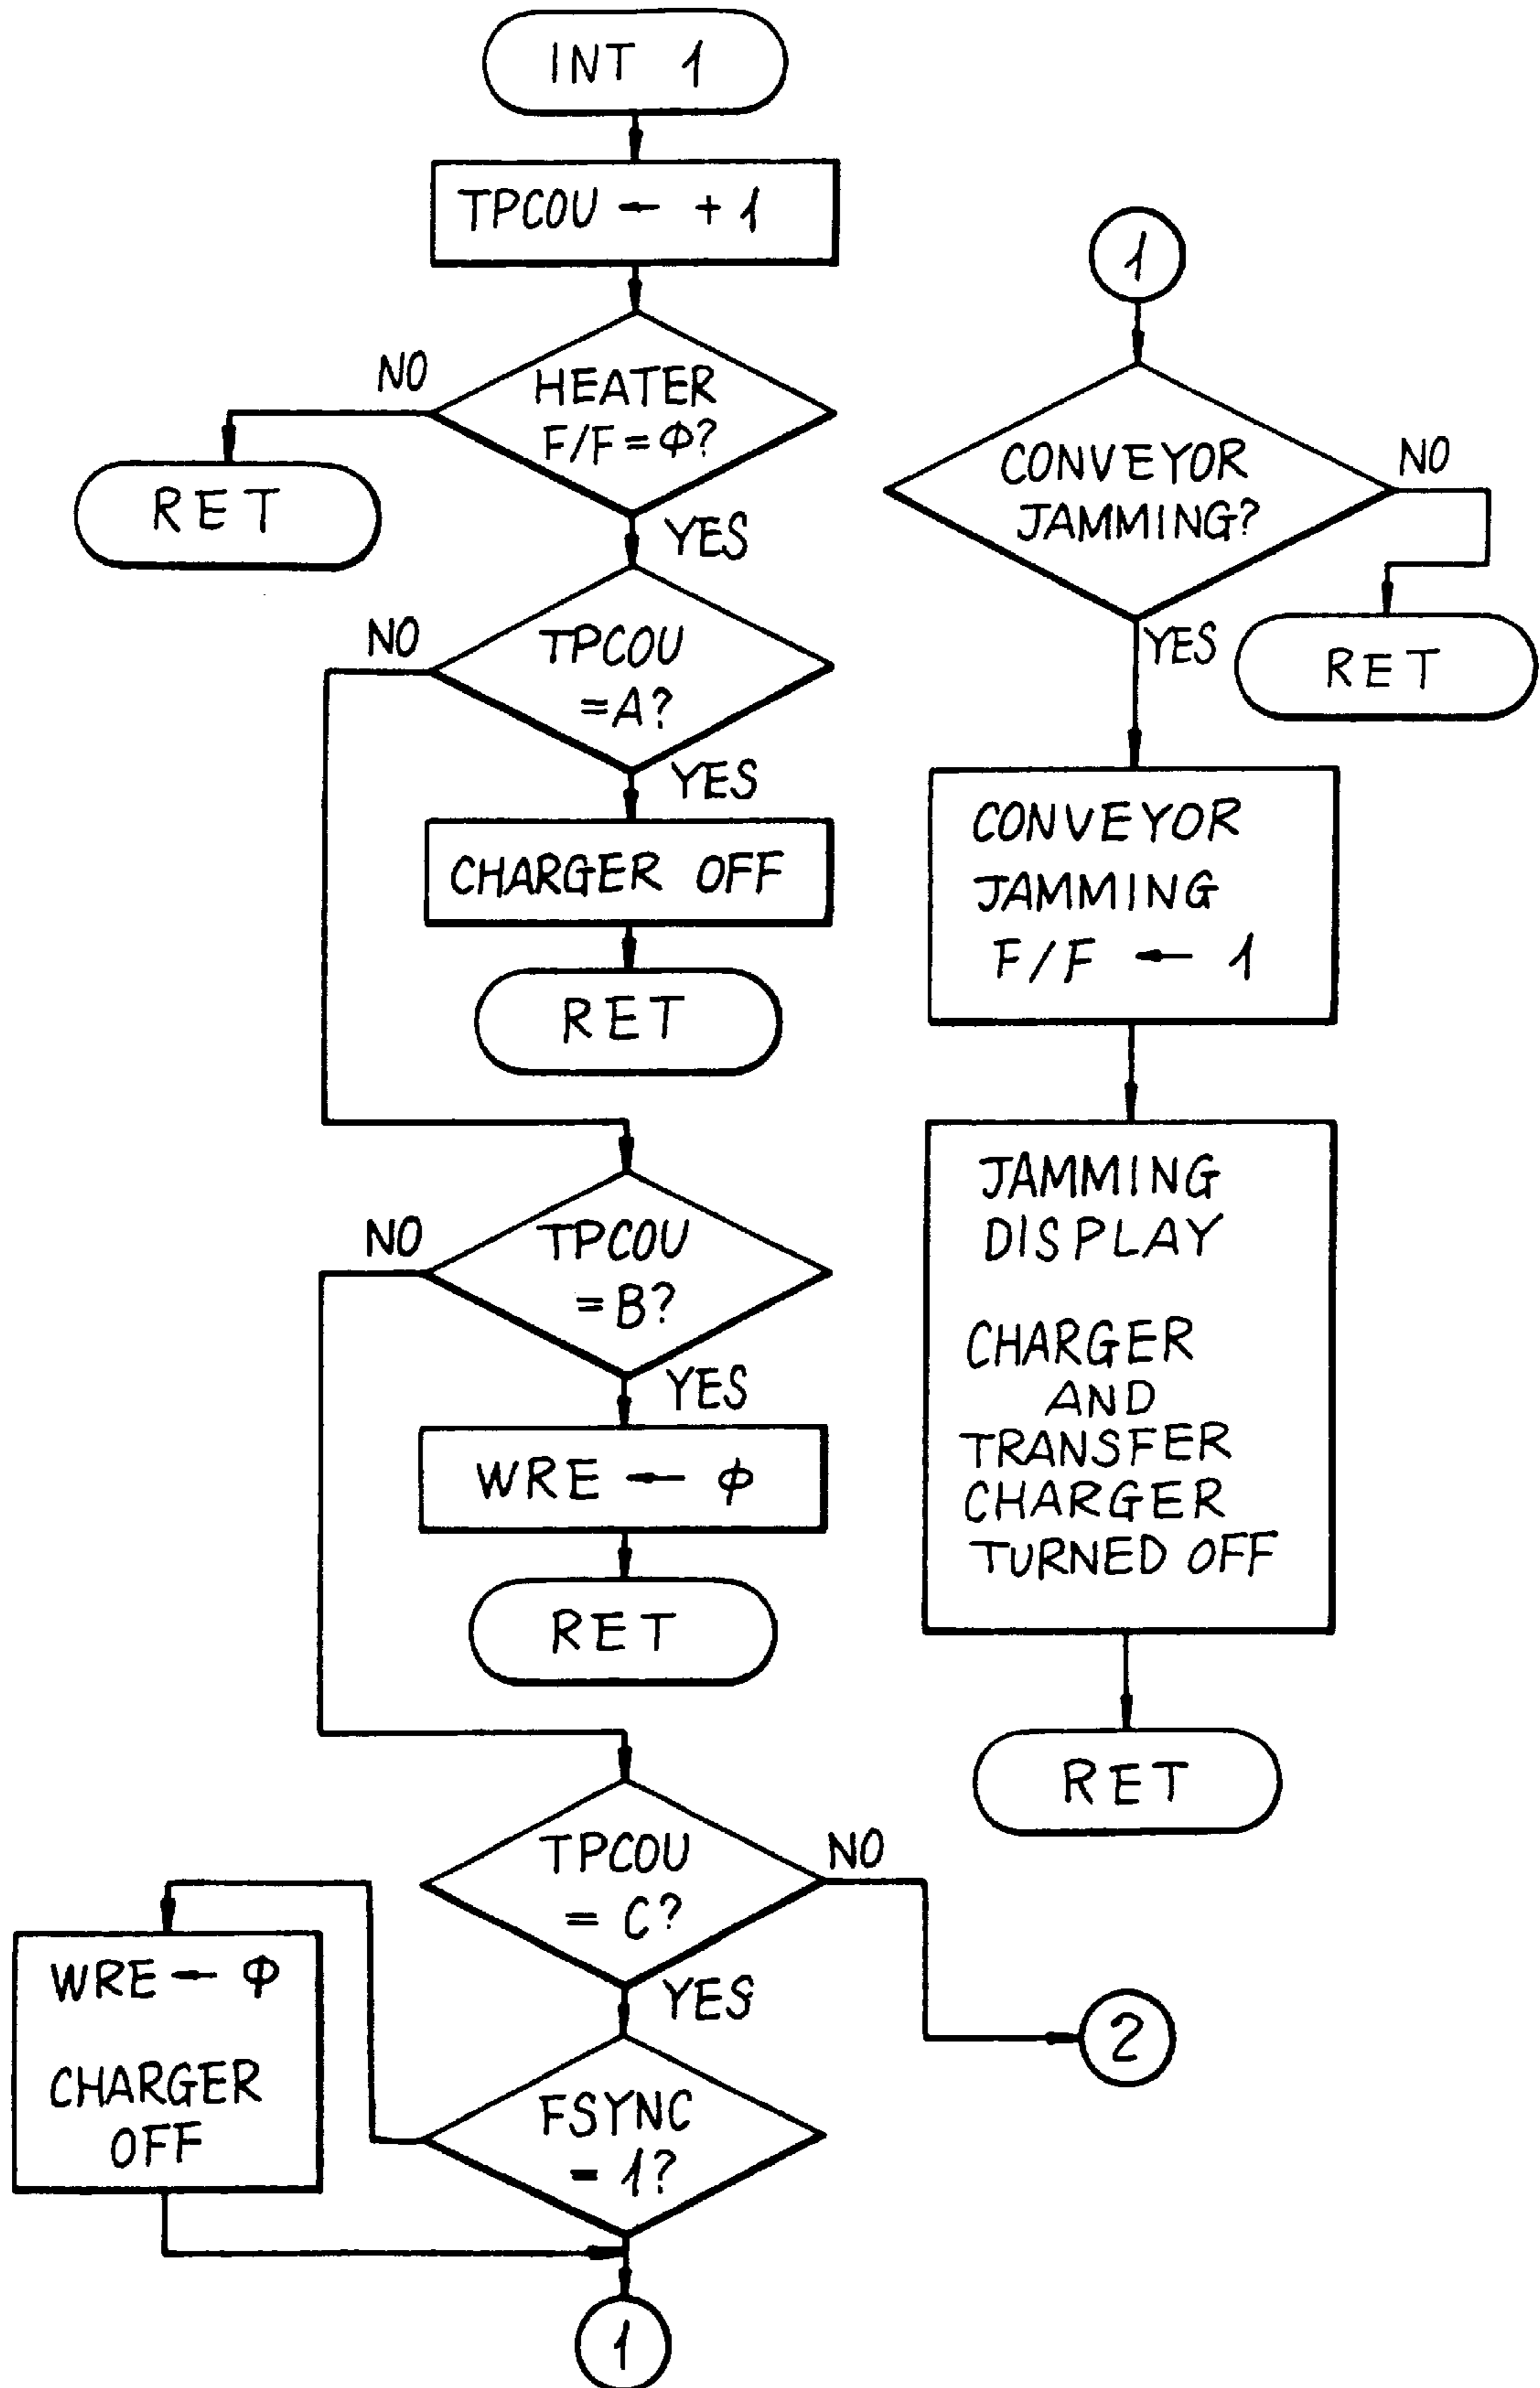 INT 1
TPCOU ← +1
HEATER
F/F=Φ?
NO
RET
YES
TPCOU
=A?
NO
YES
CHARGER OFF
RET
TPCOU
=B?
NO
YES
WRE ← ϕ
RET
TPCOU
= C?
NO
2
YES
FSYNC
= 1?
WRE ← Φ
CHARGER
OFF
1
1
CONVEYOR
JAMMING?
NO
RET
YES
CONVEYOR
JAMMING
F/F ← 1
JAMMING
DISPLAY
CHARGER
AND
TRANSFER
CHARGER
TURNED OFF
RET